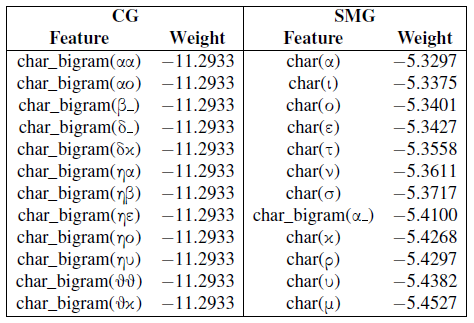 CG SMG
Feature Weight Feature Weight
char_bigram(αα) −11.2933 char(α) −5.3297
char_bigram(αο) −11.2933 char(ι) −5.3375
char_bigram(β_) −11.2933 char(ο) −5.3401
char_bigram(δ_) −11.2933 char(ε) −5.3427
char_bigram(δϰ) −11.2933 char(τ) −5.3558
char_bigram(ηα) −11.2933 char(ν) −5.3611
char_bigram(ηβ) −11.2933 char(σ) −5.3717
char_bigram(ηε) −11.2933 char_bigram(α_) −5.4100
char_bigram(ηο) −11.2933 char(ϰ) −5.4268
char_bigram(ηυ) −11.2933 char(ρ) −5.4297
char_bigram(ϑϑ) −11.2933 char(υ) −5.4382
char_bigram(ϑϰ) −11.2933 char(μ) −5.4527